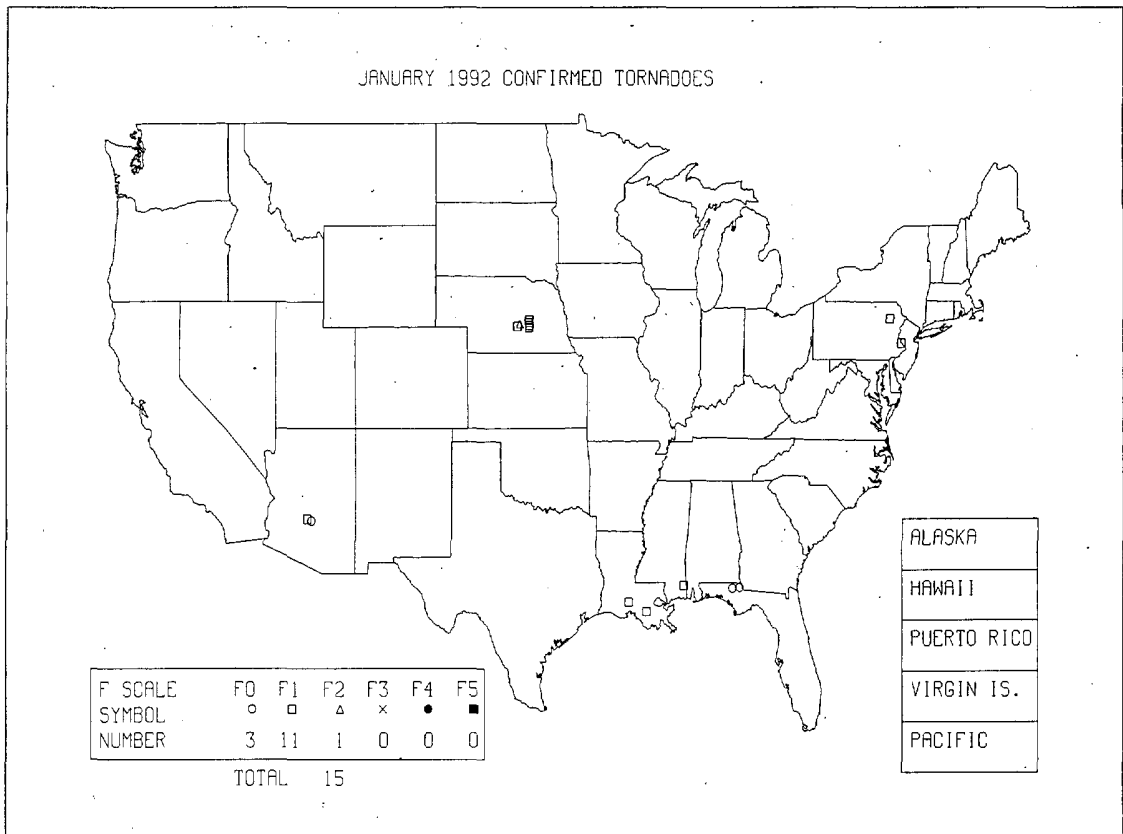 JANUARY 1992 CONFIRMED TORNADOES
ALASKA
HAWAII
PUERTO RICO
VIRGIN IS.
PACIFIC
F SCALE F0 F1 F2 F3 F4 F5
SYMBOL ○ □ △ × ● ■
NUMBER 3 11 1 0 0 0
TOTAL 15